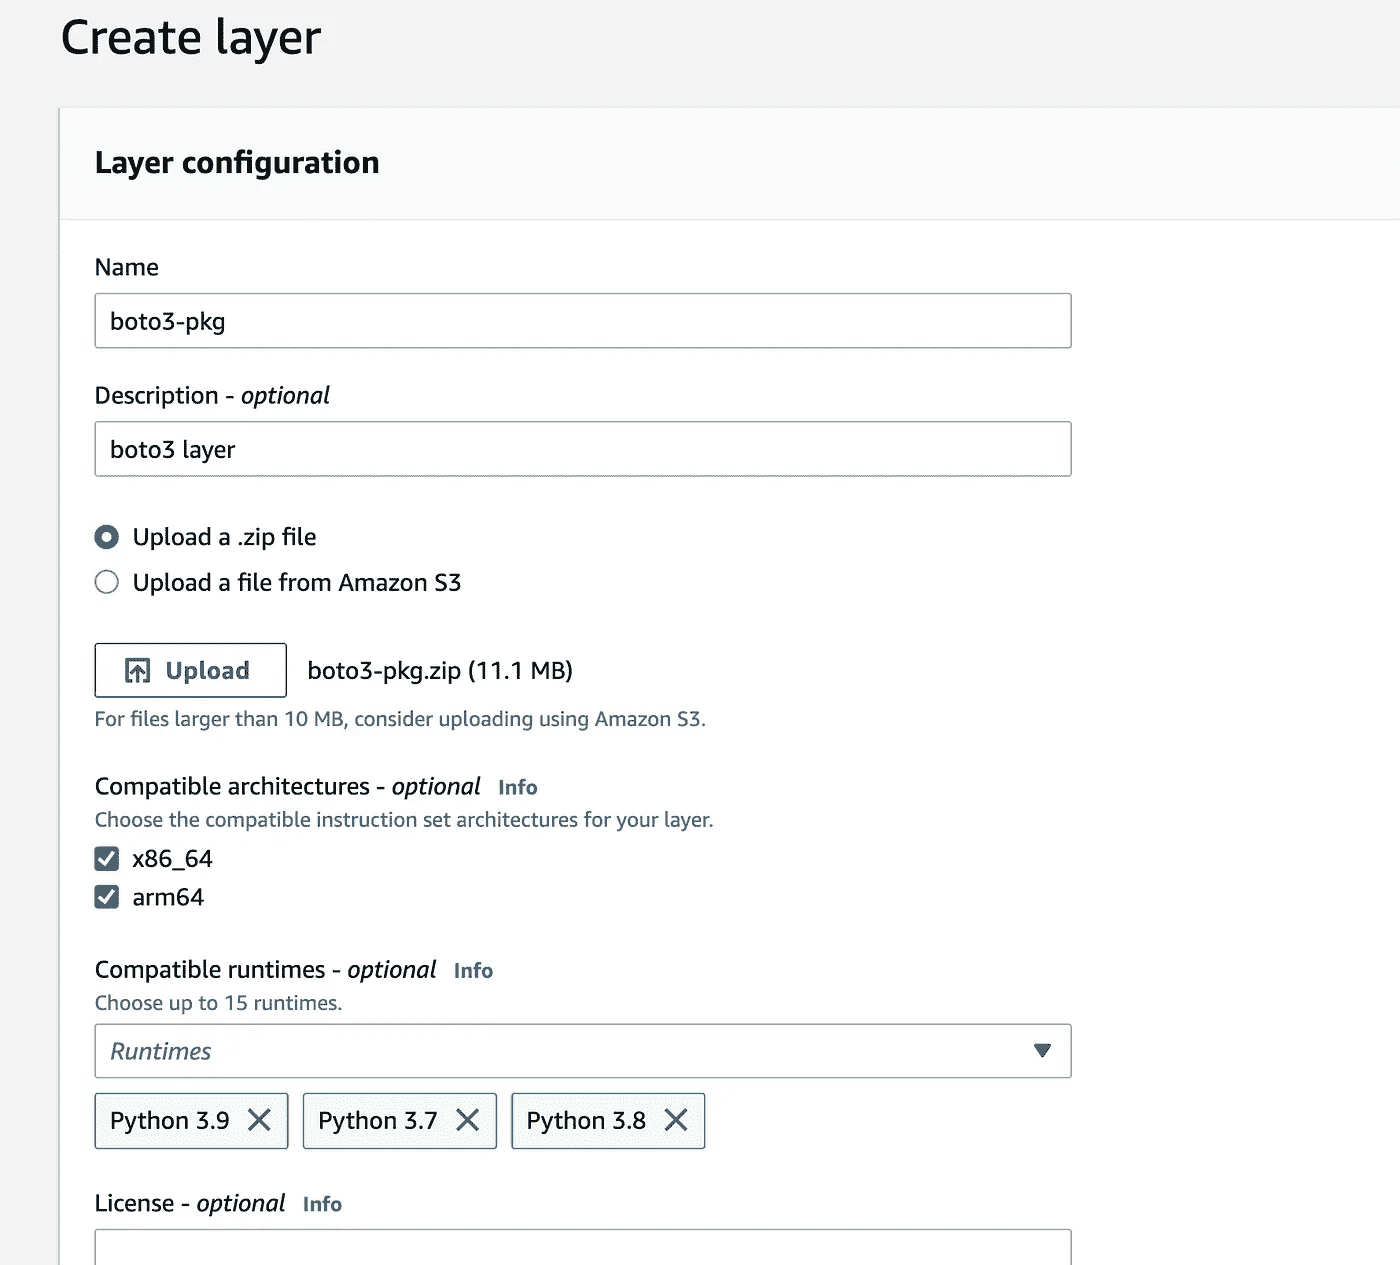 Create layer
Layer configuration
Name
boto3-pkg
Description - optional
boto3 layer
Upload a .zip file
Upload a file from Amazon S3
Upload boto3-pkg.zip (11.1 MB)
For files larger than 10 MB, consider uploading using Amazon S3.
Compatible architectures - optional Info
Choose the compatible instruction set architectures for your layer.
x86_64
arm64
Compatible runtimes - optional Info
Choose up to 15 runtimes.
Runtimes
Python 3.9 Python 3.7 Python 3.8
License - optional Info